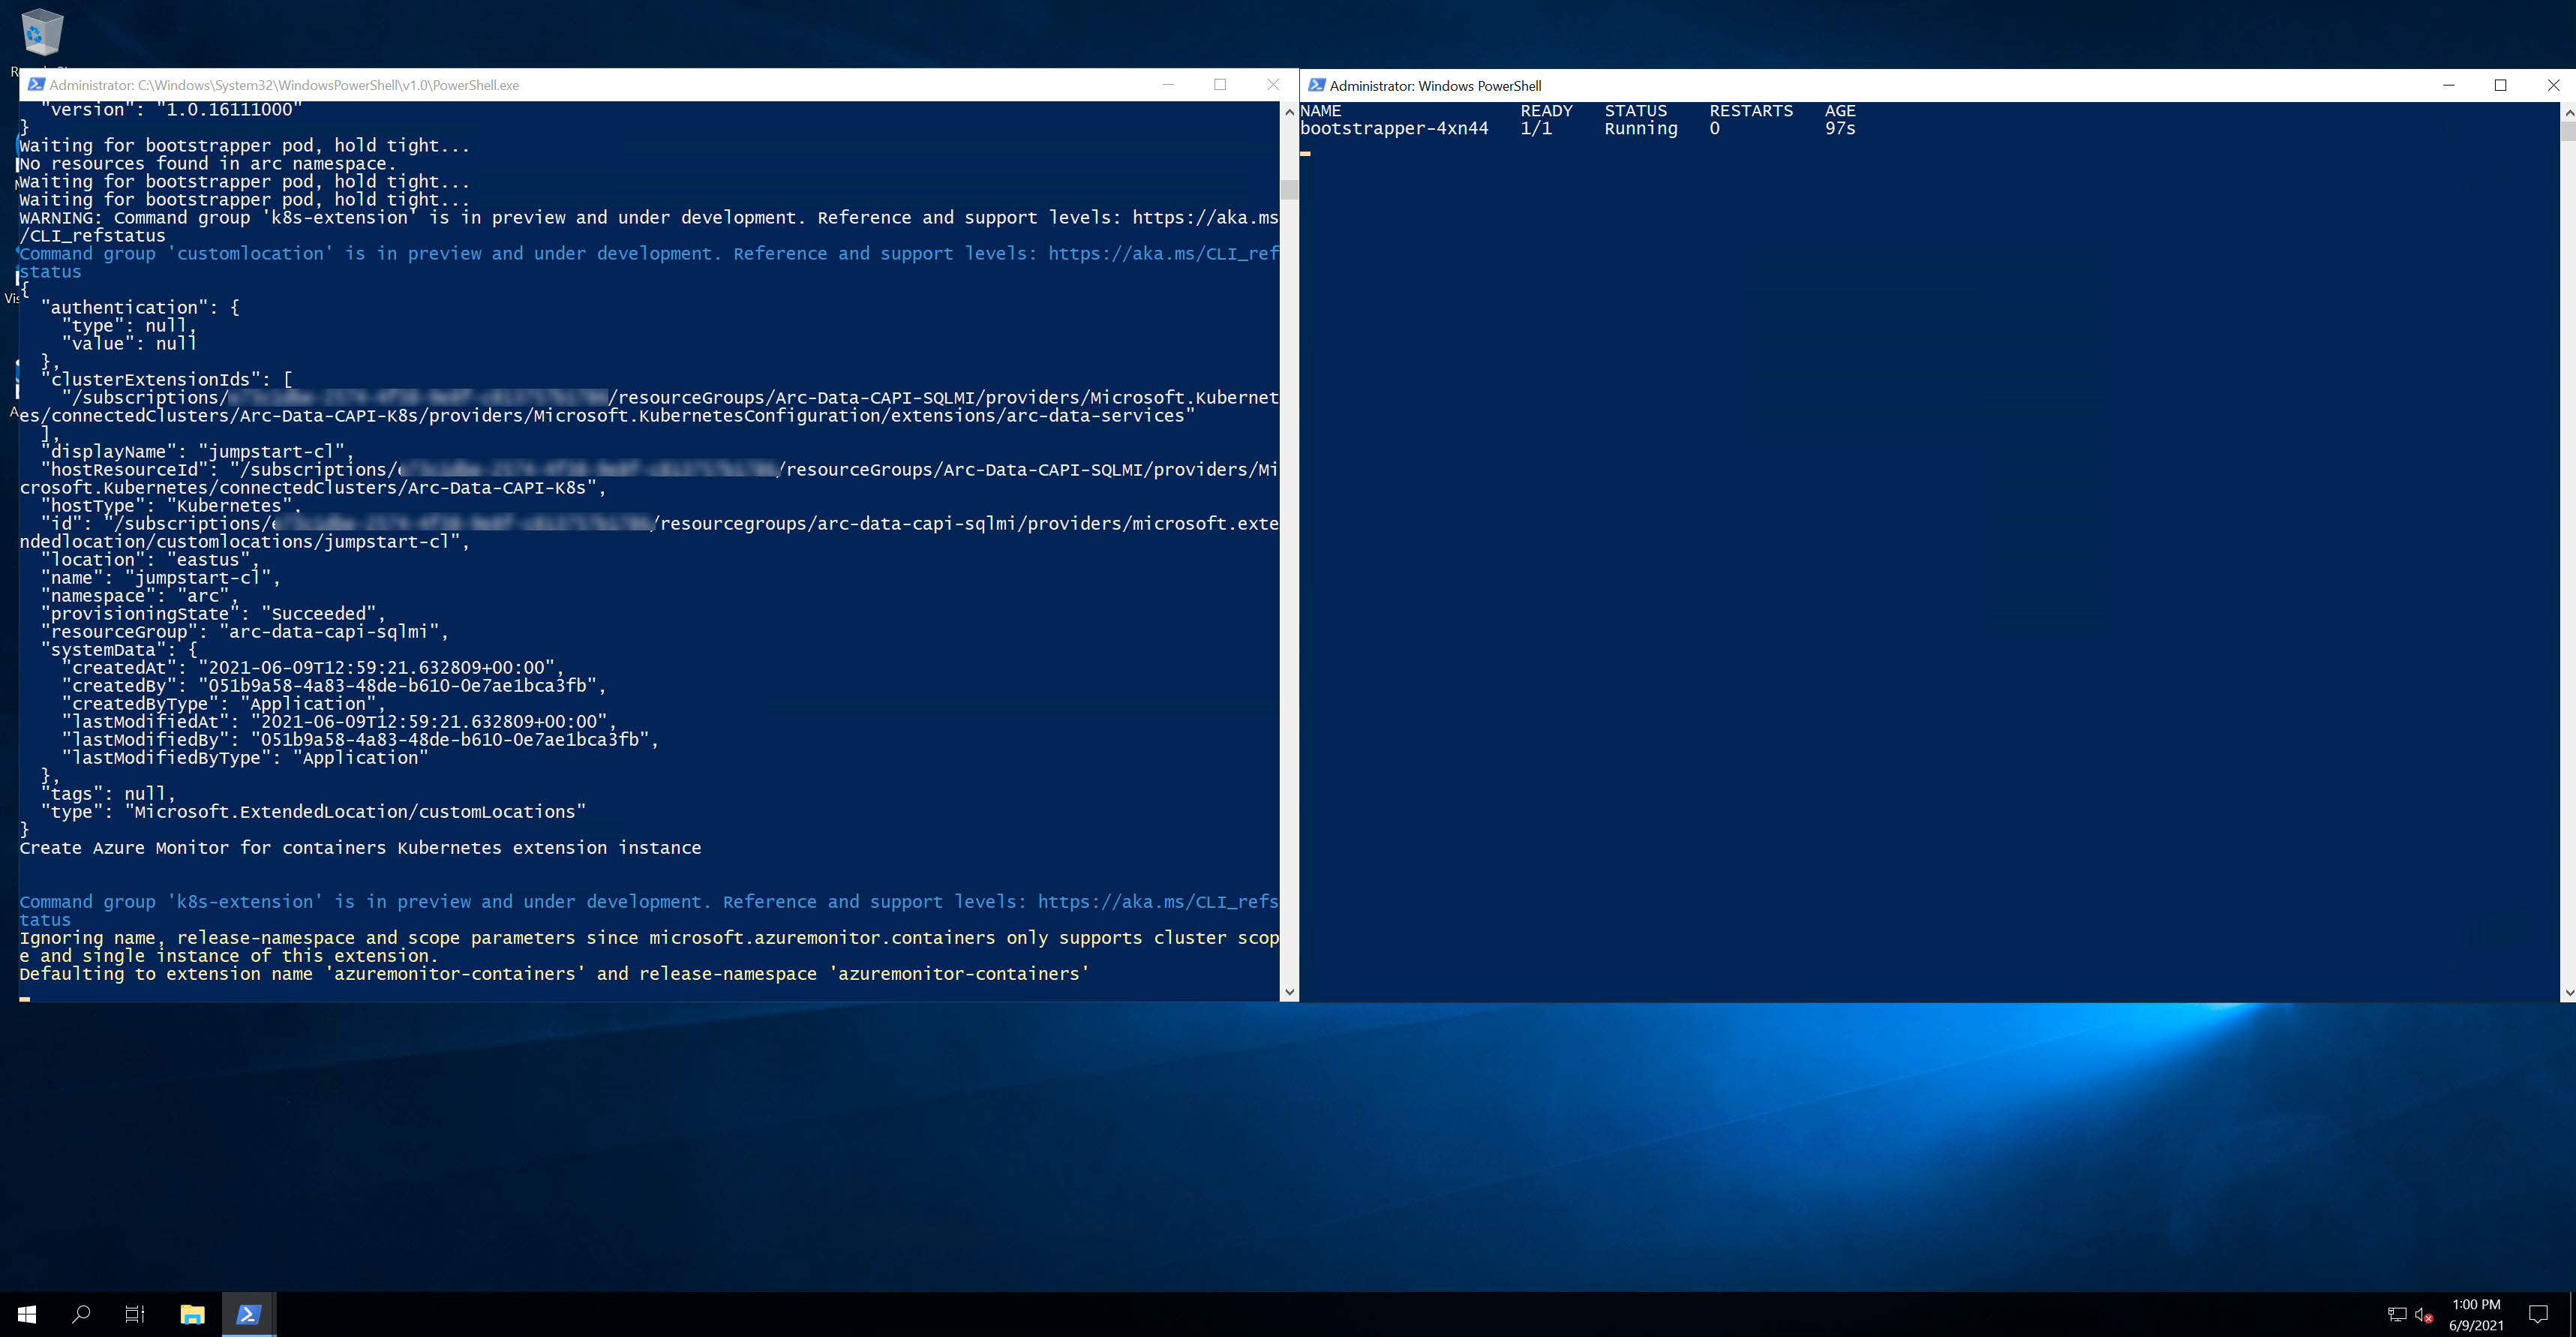 Administrator: C:\Windows\System32\WindowsPowerShell\v1.0\PowerShell.exe
"version": "1.0.16111000"
}
Waiting for bootstrapper pod, hold tight...
No resources found in arc namespace.
Waiting for bootstrapper pod, hold tight...
Waiting for bootstrapper pod, hold tight...
WARNING: Command group 'k8s-extension' is in preview and under development. Reference and support levels: https://aka.ms
/CLI_refstatus
Command group 'customlocation' is in preview and under development. Reference and support levels: https://aka.ms/CLI_ref
status
{
"authentication": {
"type": null,
"value": null
},
"clusterExtensionIds": [
"/subscriptions/ /resourceGroups/Arc-Data-CAPI-SQLMI/providers/Microsoft.Kubernet
es/connectedClusters/Arc-Data-CAPI-K8s/providers/Microsoft.KubernetesConfiguration/extensions/arc-data-services"
],
"displayName": "jumpstart-cl",
"hostResourceId": "/subscriptions/ /resourceGroups/Arc-Data-CAPI-SQLMI/providers/Mi
crosoft.Kubernetes/connectedClusters/Arc-Data-CAPI-K8s",
"hostType": "Kubernetes",
"id": "/subscriptions/ /resourcegroups/arc-data-capi-sqlmi/providers/microsoft.exte
ndedlocation/customlocations/jumpstart-cl",
"location": "eastus",
"name": "jumpstart-cl",
"namespace": "arc",
"provisioningState": "Succeeded",
"resourceGroup": "arc-data-capi-sqlmi",
"systemData": {
"createdAt": "2021-06-09T12:59:21.632809+00:00",
"createdBy": "051b9a58-4a83-48de-b610-0e7ae1bca3fb",
"createdByType": "Application",
"lastModifiedAt": "2021-06-09T12:59:21.632809+00:00",
"lastModifiedBy": "051b9a58-4a83-48de-b610-0e7ae1bca3fb",
"lastModifiedByType": "Application"
},
"tags": null,
"type": "Microsoft.ExtendedLocation/customLocations"
}
Create Azure Monitor for containers Kubernetes extension instance
Command group 'k8s-extension' is in preview and under development. Reference and support levels: https://aka.ms/CLI_refs
tatus
Ignoring name, release-namespace and scope parameters since microsoft.azuremonitor.containers only supports cluster scop
e and single instance of this extension.
Defaulting to extension name 'azuremonitor-containers' and release-namespace 'azuremonitor-containers'
Administrator: Windows PowerShell
NAME READY STATUS RESTARTS AGE
bootstrapper-4xn44 1/1 Running 0 97s
1:00 PM
6/9/2021